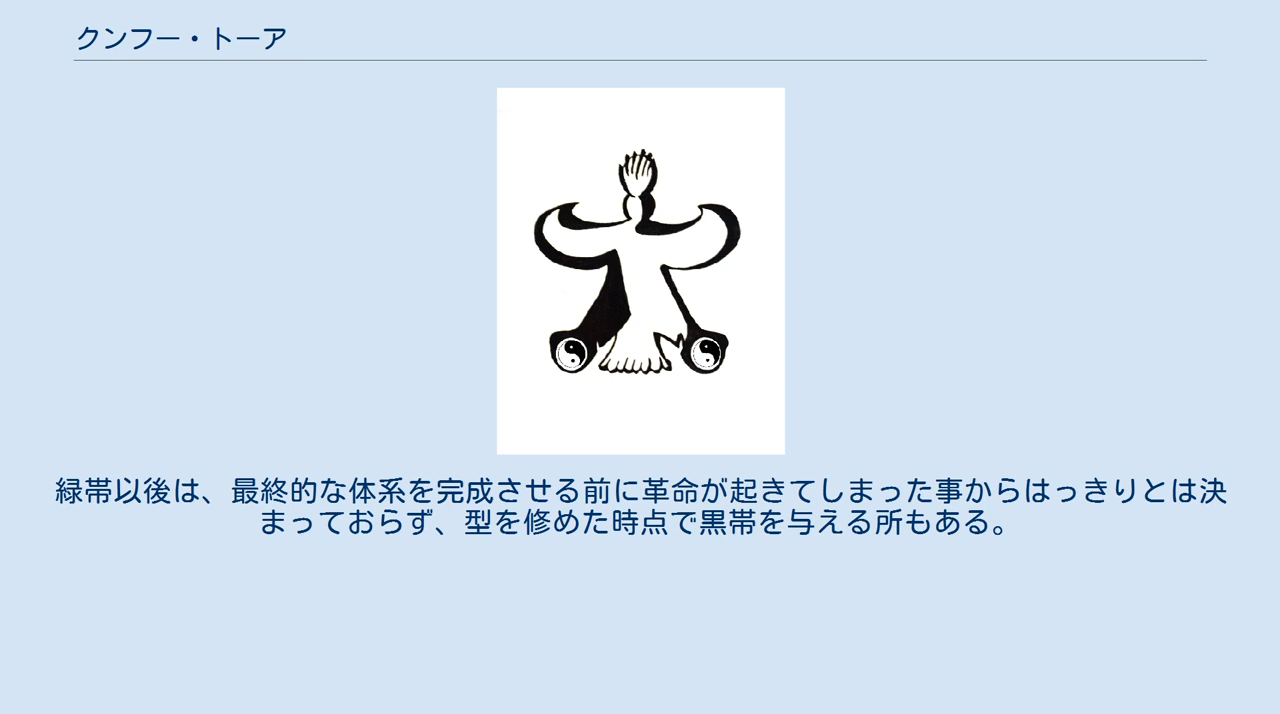 クンフー・トーア
緑帯以後は、最終的な体系を完成させる前に革命が起きてしまった事からはっきりとは決
まっておらず、型を修めた時点で黒帯を与える所もある。